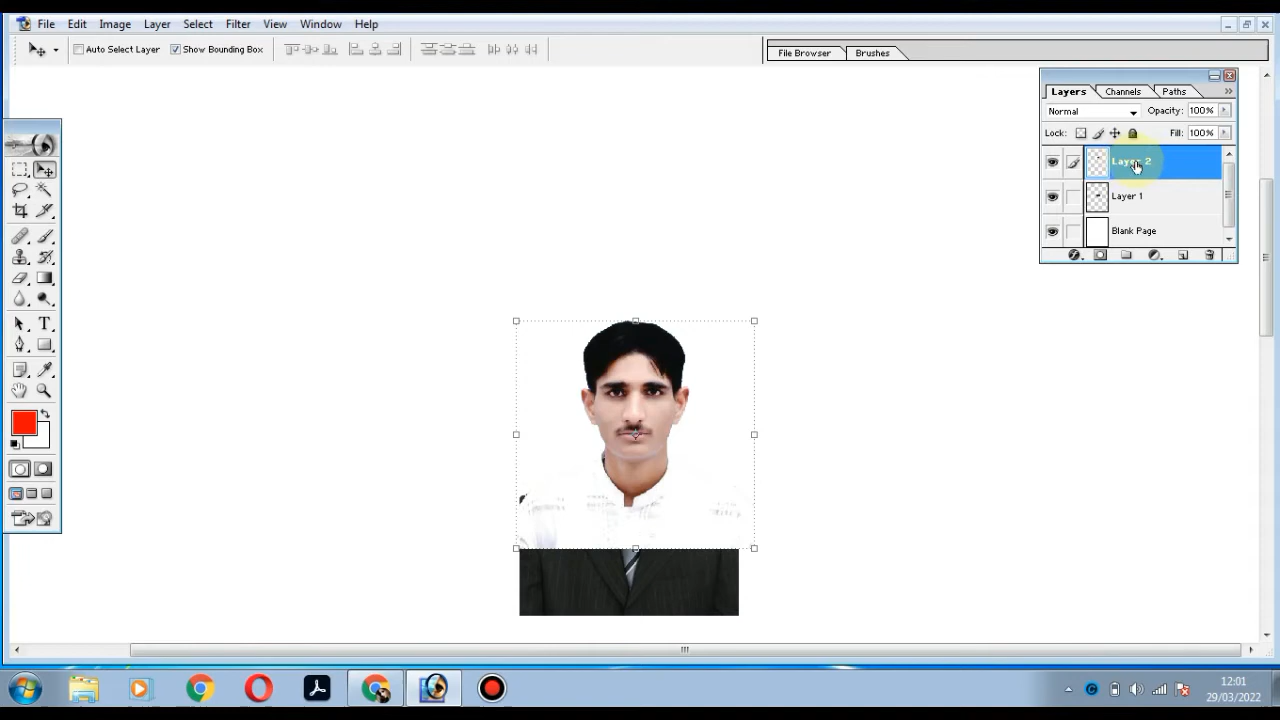 File Edit Image Layer Select Filter View Window Help
Auto Select Layer Show Bounding Box
File Browser Brushes
Layers Channels Paths
Normal Opacity: 100%
Lock: Fill: 100%
Layer 2
Layer 1
Blank Page
12:01
29/03/2022